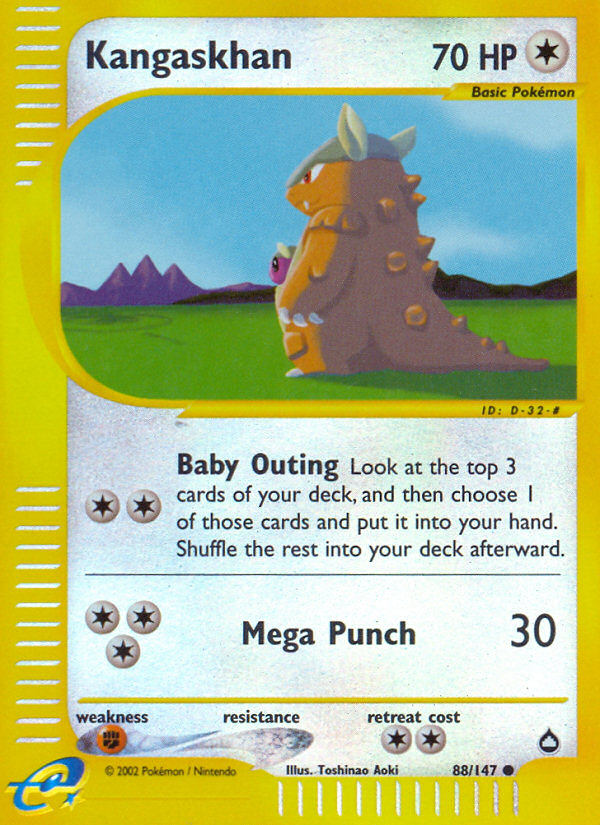 Kangaskhan
70 HP
Basic Pokémon
ID: D-32-#
Baby Outing Look at the top 3
cards of your deck, and then choose 1
of those cards and put it into your hand.
Shuffle the rest into your deck afterward.
Mega Punch 30
weakness resistance retreat cost
© 2002 Pokémon / Nintendo Illus. Toshinao Aoki 88/147
e